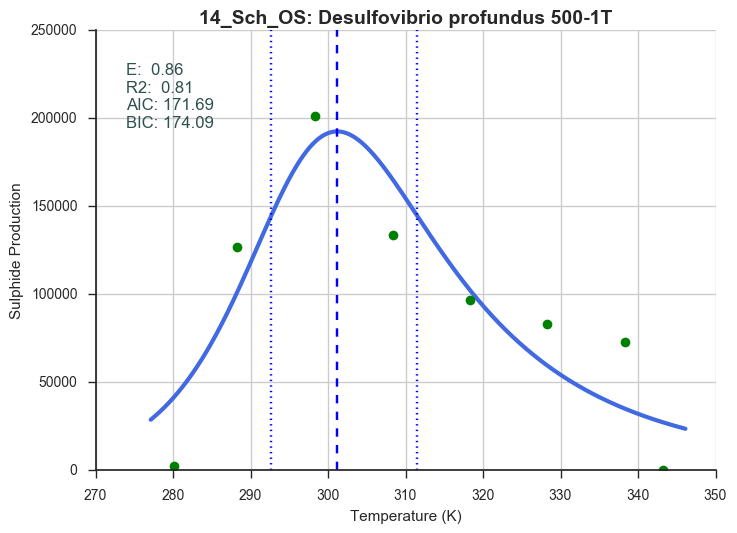 14_Sch_OS: Desulfovibrio profundus 500-1T
E:  0.86
R2:  0.81
AIC: 171.69
BIC: 174.09
Sulphide Production
250000
200000
150000
100000
50000
0
270 280 290 300 310 320 330 340 350
Temperature (K)